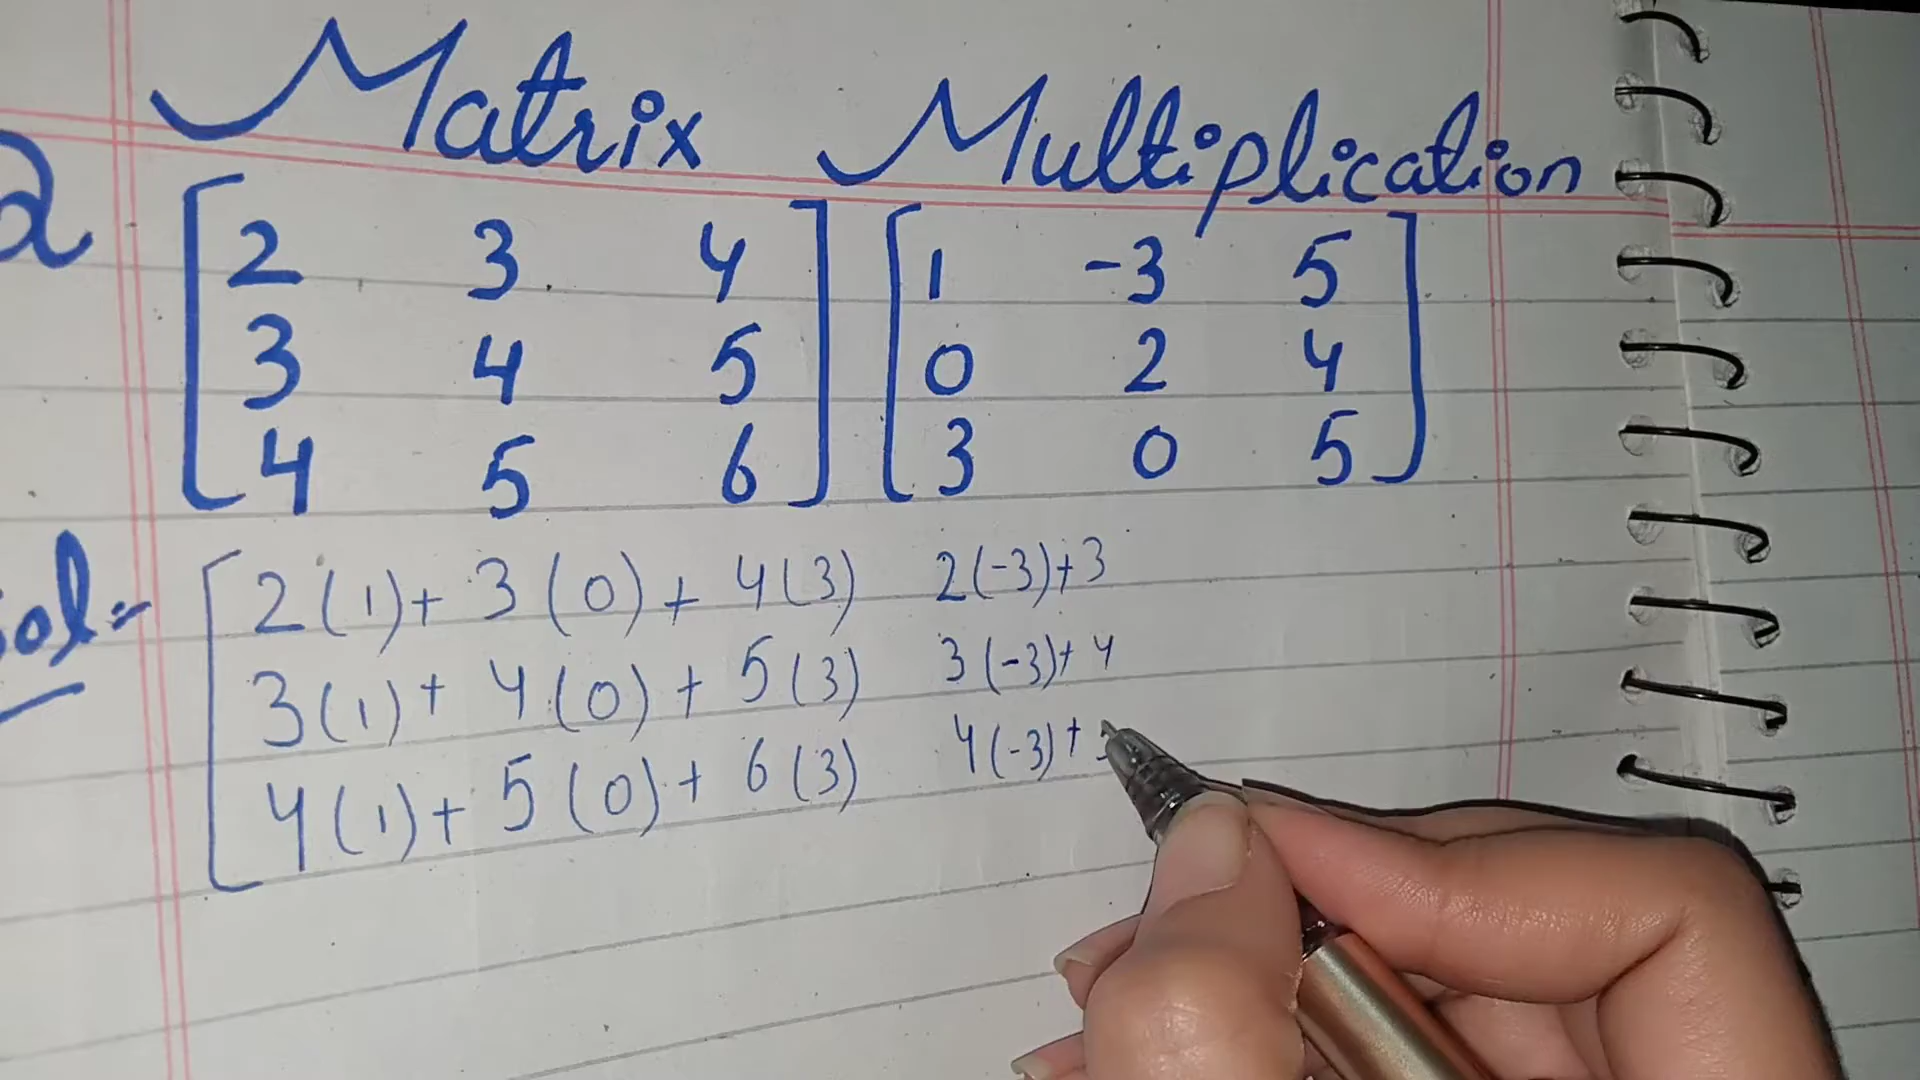 Matrix Multiplication
Q
[2 3 4] [1 -3 5]
[3 4 5] [0 2 4]
[4 5 6] [3 0 5]
Sol=
[2(1)+ 3(0)+ 4(3) 2(-3)+3
3(1)+ 4(0)+ 5(3) 3(-3)+ 4
4(1)+ 5(0)+ 6(3) 4(-3)+